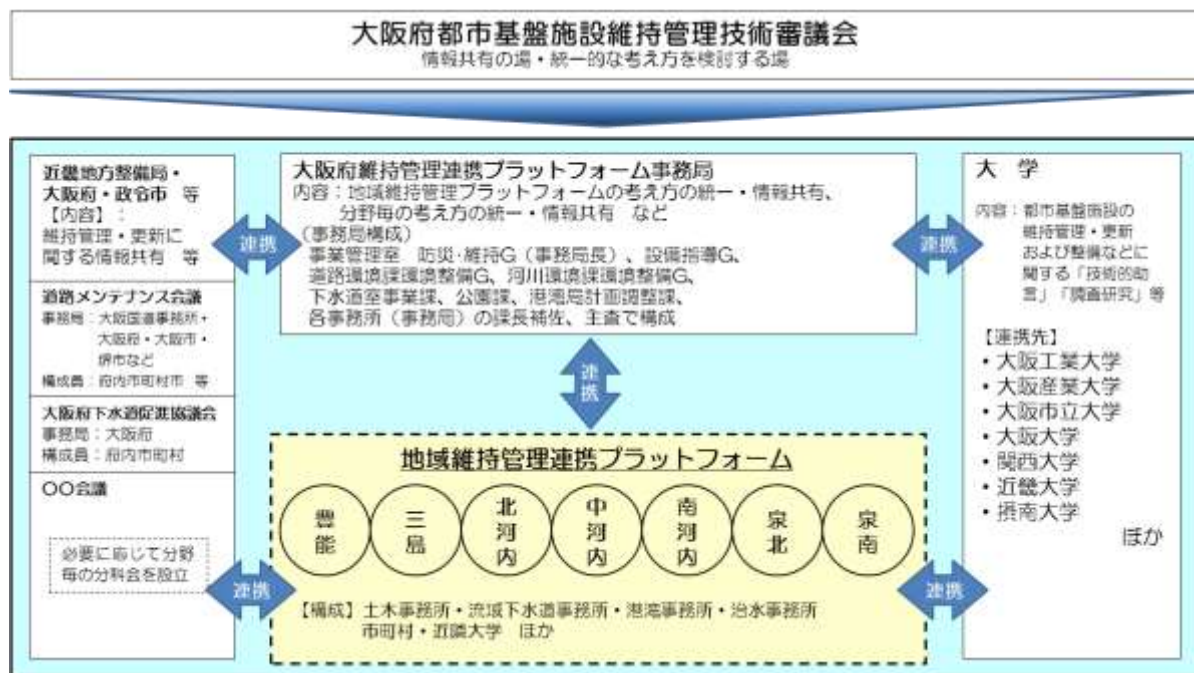 大阪府都市基盤施設維持管理技術審議会
情報共有の場・統一的な考え方を検討する場
近畿地方整備局・
大阪府・政令市 等
【内容】:
維持管理・更新に
関する情報共有 等
道路メンテナンス会議
事務局:大阪国道事務所・
大阪府・大阪市・
堺市など
構成員:府内市町村市 等
大阪府下水道促進協議会
事務局:大阪府
構成員:府内市町村
〇〇会議
必要に応じて分野
毎の分科会を設立
連携
大阪府維持管理連携プラットフォーム事務局
内容:地域維持管理プラットフォームの考え方の統一・情報共有、
分野毎の考え方の統一・情報共有 など
(事務局構成)
事業管理室 防災・維持G(事務局長)、設備指導G、
道路環境課環境整備G、河川環境課環境整備G、
下水道室事業課、公園課、港湾局計画調整課、
各事務所(事務局)の課長補佐、主査で構成
連携
連携
地域維持管理連携プラットフォーム
豊能
三島
北河内
中河内
南河内
泉北
泉南
【構成】土木事務所・流域下水道事務所・港湾事務所・治水事務所
市町村・近隣大学 ほか
連携
連携
大 学
内容:都市基盤施設の
維持管理・更新
および整備などに
関する「技術的助
言」「調査研究」等
【連携先】
・大阪工業大学
・大阪産業大学
・大阪市立大学
・大阪大学
・関西大学
・近畿大学
・摂南大学
ほか